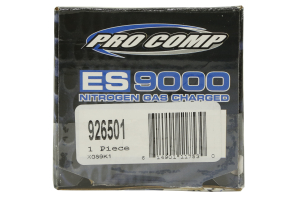 PRO COMP
ES9000
NITROGEN GAS CHARGED
926501
1 Piece